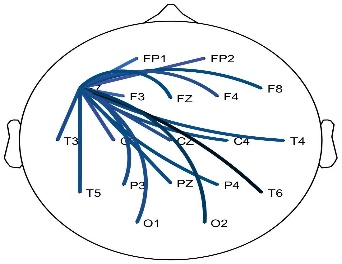 FP1 FP2
F3 FZ F4 F8
T3 CZ C4 T4
T5 P3 PZ P4 T6
O1 O2